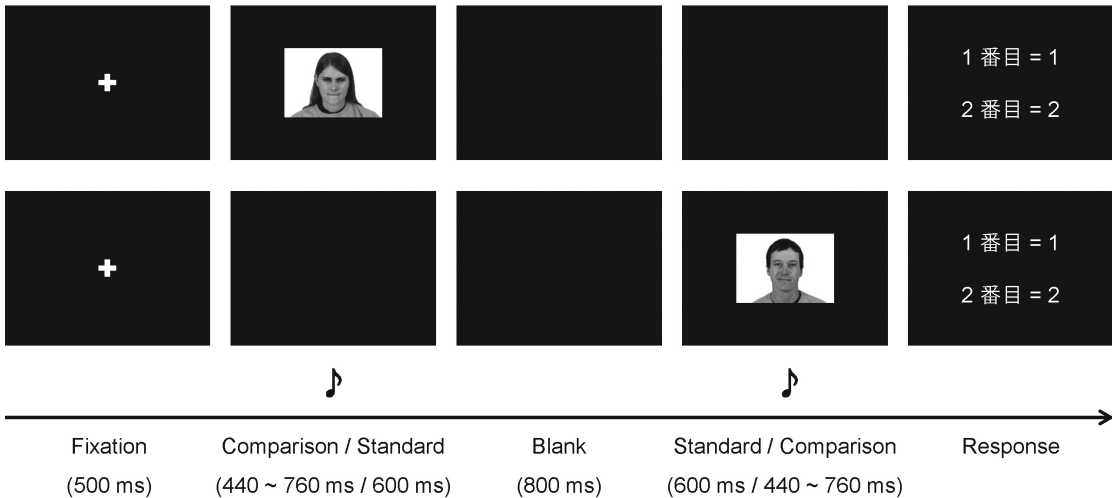 1 番目 = 1
2 番目 = 2
1 番目 = 1
2 番目 = 2
Fixation
(500 ms)
Comparison / Standard
(440 ~ 760 ms / 600 ms)
Blank
(800 ms)
Standard / Comparison
(600 ms / 440 ~ 760 ms)
Response